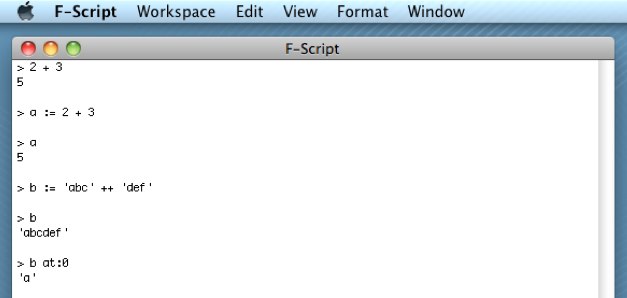 F-Script Workspace Edit View Format Window
F-Script
> 2 + 3
5
> a := 2 + 3
> a
5
> b := 'abc' ++ 'def'
> b
'abcdef'
> b at:0
'a'